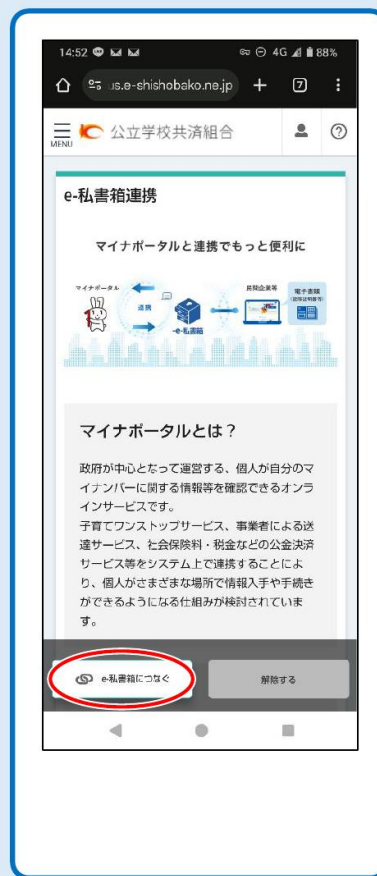 14:52 4G 88%
us.e-shishobako.ne.jp + 7
MENU 公立学校共済組合
e-私書箱連携
マイナポータルと連携でもっと便利に
マイナポータル
連携
e-私書箱
民間企業等
電子書類
マイナポータルとは？
政府が中心となって運営する、個人が自分のマ
イナンバーに関する情報等を確認できるオンラ
インサービスです。
子育てワンストップサービス、事業者による送
達サービス、社会保険料・税金などの公金決済
サービス等をシステム上で連携することによ
り、個人がさまざまな場所で情報入手や手続き
ができるようになる仕組みが検討されていま
す。
e-私書箱につなぐ
解除する